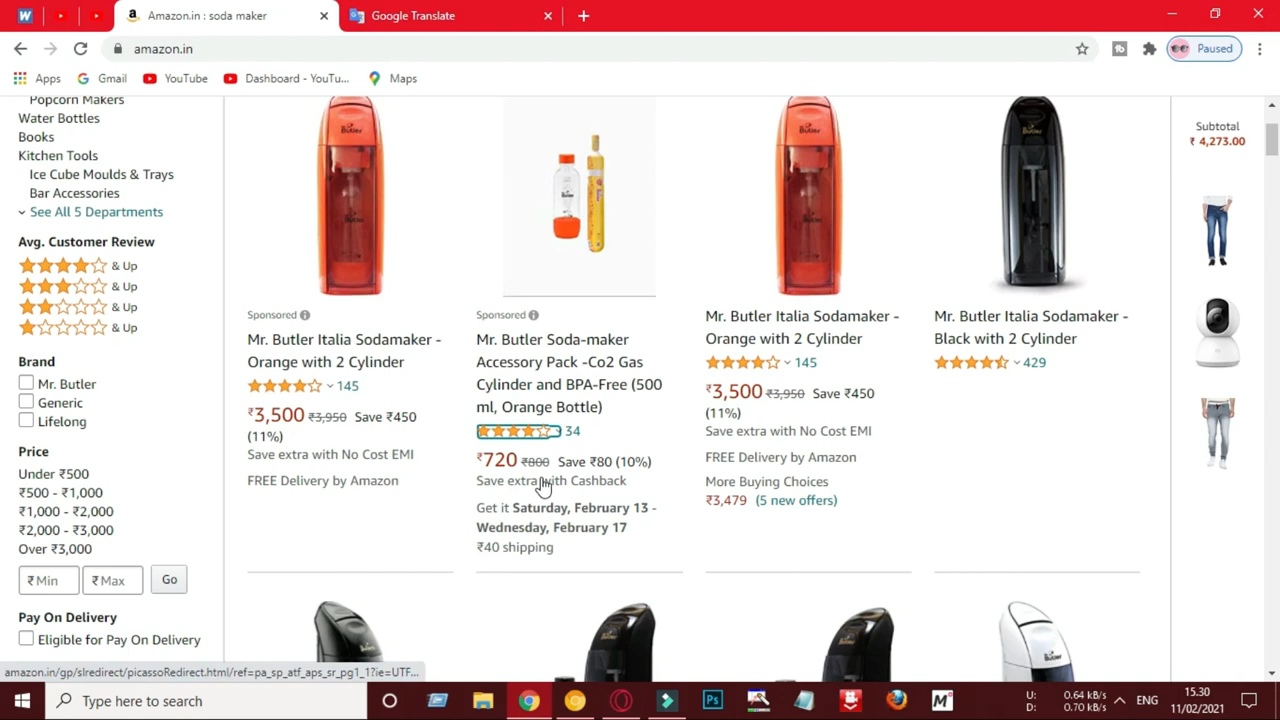 Amazon.in : soda maker
Google Translate
amazon.in
Paused
Apps
Gmail
YouTube
Dashboard - YouTu...
Maps
Popcorn Makers
Water Bottles
Books
Kitchen Tools
Ice Cube Moulds & Trays
Bar Accessories
See All 5 Departments
Avg. Customer Review
& Up
& Up
& Up
& Up
Brand
Mr. Butler
Generic
Lifelong
Price
Under ₹500
₹500 - ₹1,000
₹1,000 - ₹2,000
₹2,000 - ₹3,000
Over ₹3,000
₹ Min
₹ Max
Go
Pay On Delivery
Eligible for Pay On Delivery
Sponsored
Mr. Butler Italia Sodamaker -
Orange with 2 Cylinder
145
₹3,500 ₹3,950 Save ₹450
(11%)
Save extra with No Cost EMI
FREE Delivery by Amazon
Sponsored
Mr. Butler Soda-maker
Accessory Pack -Co2 Gas
Cylinder and BPA-Free (500
ml, Orange Bottle)
34
₹720 ₹800 Save ₹80 (10%)
Save extra with Cashback
Get it Saturday, February 13 -
Wednesday, February 17
₹40 shipping
Mr. Butler Italia Sodamaker -
Orange with 2 Cylinder
145
₹3,500 ₹3,950 Save ₹450
(11%)
Save extra with No Cost EMI
FREE Delivery by Amazon
More Buying Choices
₹3,479 (5 new offers)
Mr. Butler Italia Sodamaker -
Black with 2 Cylinder
429
Subtotal
₹ 4,273.00
amazon.in/gp/slredirect/picassoRedirect.html/ref=pa_sp_atf_aps_sr_pg1_1?ie=UTF...
Type here to search
U: 0.64 kB/s
D: 0.70 kB/s
ENG
15.30
11/02/2021